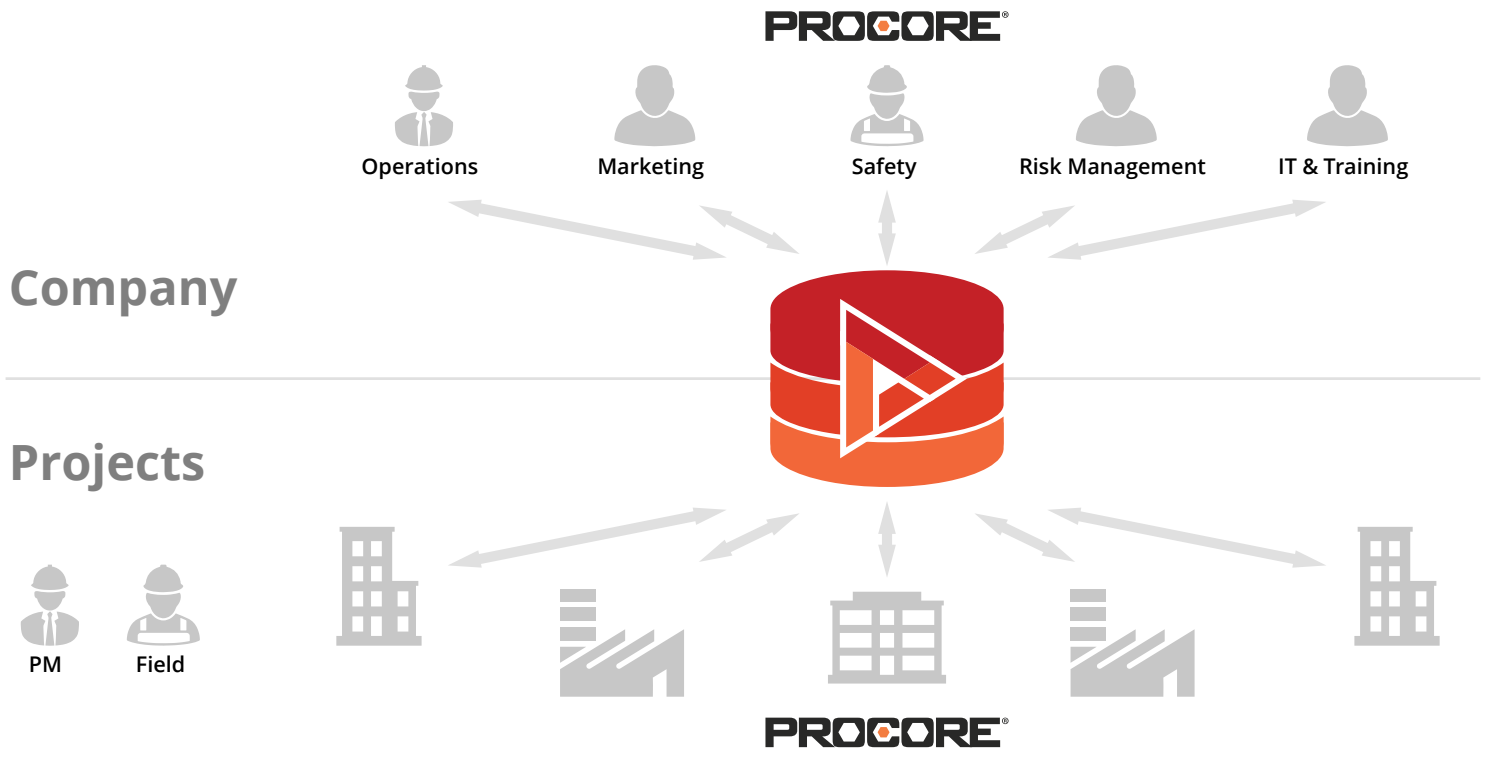 PROCORE®
Operations
Marketing
Safety
Risk Management
IT & Training
Company
Projects
PM
Field
PROCORE®